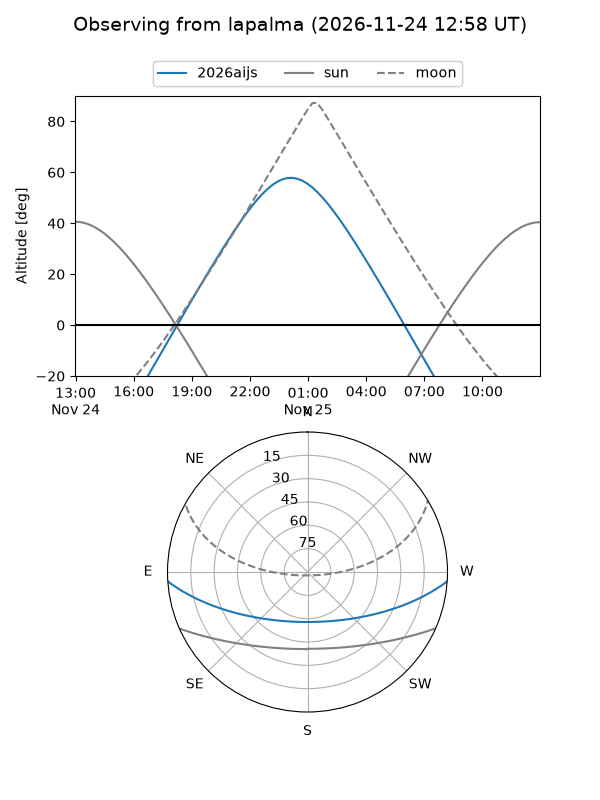 Observing from lapalma (2026-11-24 12:58 UT)
2026aijs sun moon
Altitude [deg]
80
60
40
20
0
−20
13:00 16:00 19:00 22:00 01:00 04:00 07:00 10:00
Nov 24 Nov 25
N
NE NW
15
30
45
60
75
E W
SE SW
S